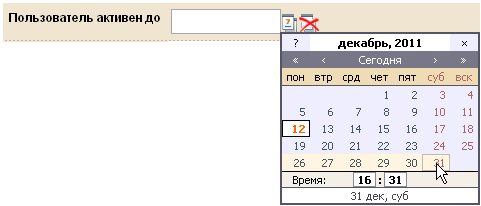 Пользователь активен до
? декабрь, 2011 ×
« ‹ Сегодня › »
пон втр срд чет пят суб вск
1 2 3 4
5 6 7 8 9 10 11
12 13 14 15 16 17 18
19 20 21 22 23 24 25
26 27 28 29 30 31
Время: 16 : 31
31 дек, суб